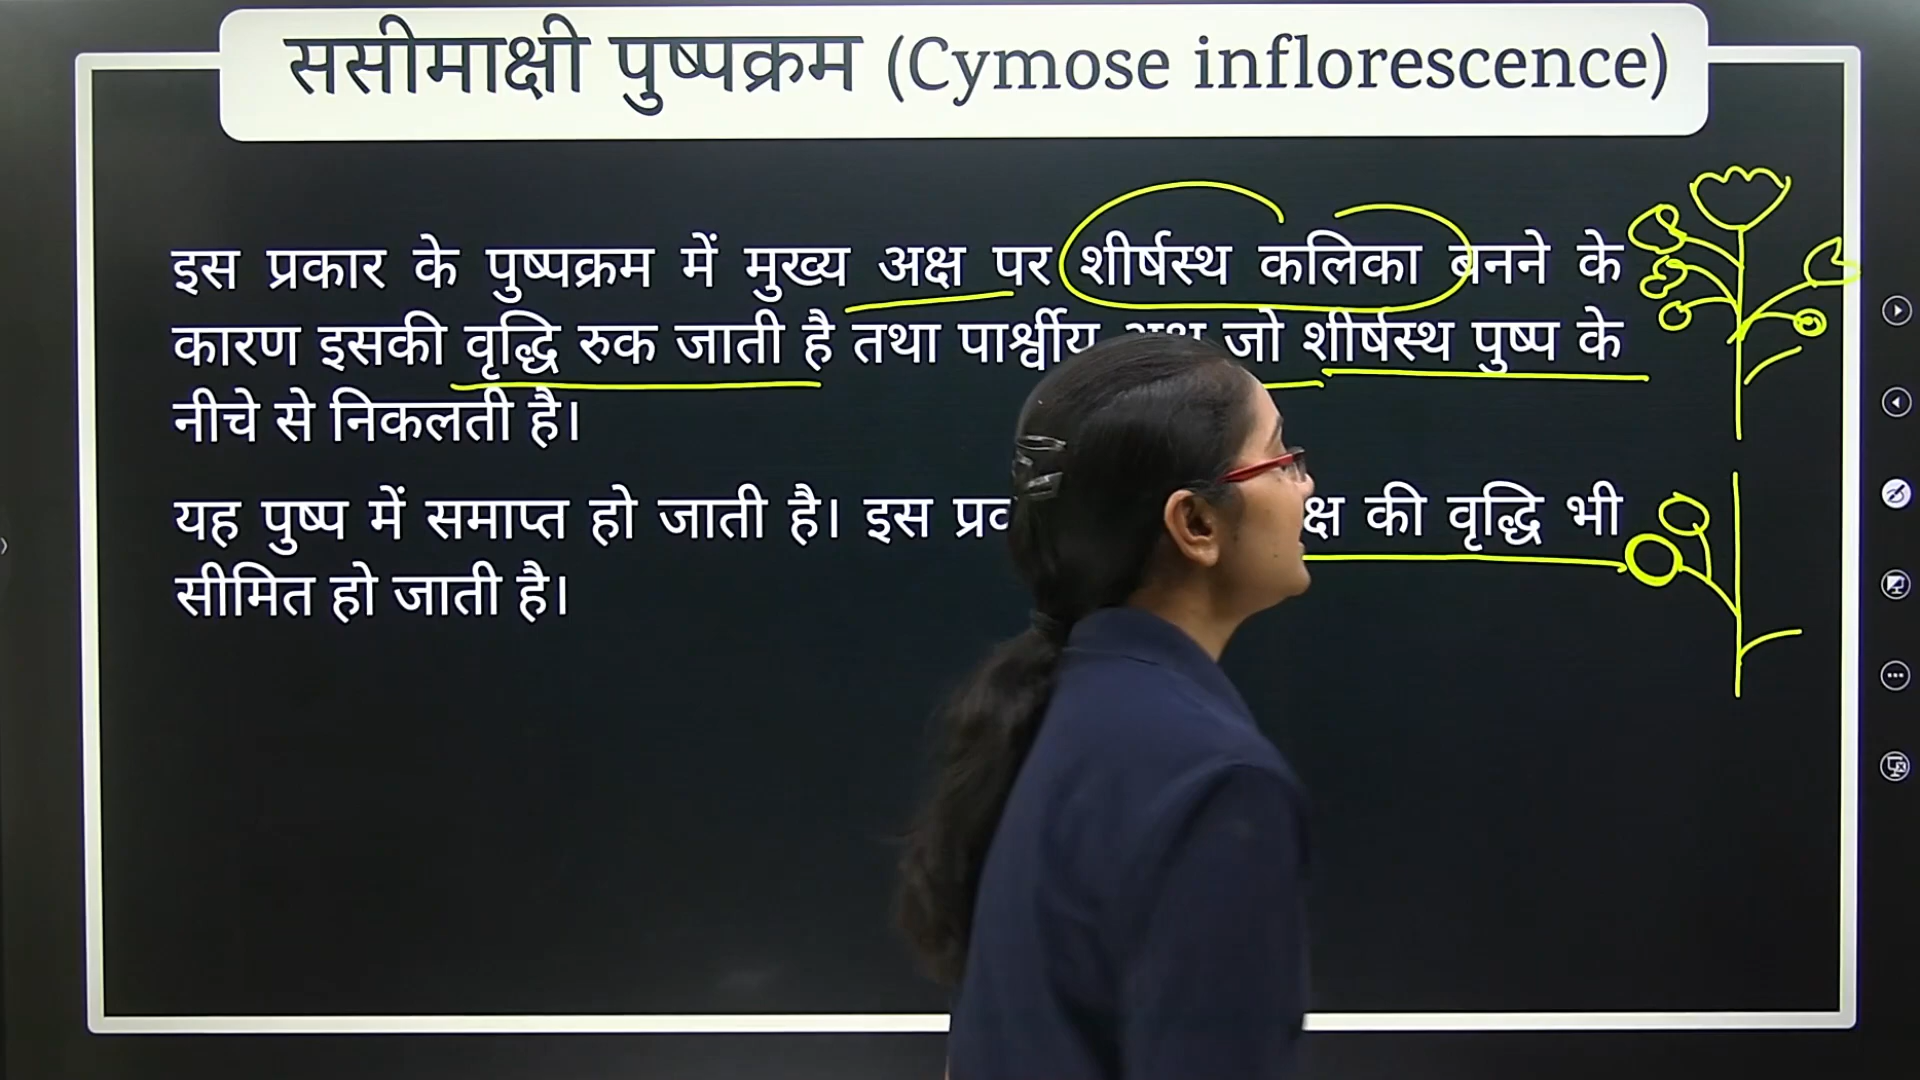 ससीमाक्षी पुष्पक्रम (Cymose inflorescence)
इस प्रकार के पुष्पक्रम में मुख्य अक्ष पर शीर्षस्थ कलिका बनने के
कारण इसकी वृद्धि रुक जाती है तथा पार्श्वीय जो शीर्षस्थ पुष्प के
नीचे से निकलती है।
यह पुष्प में समाप्त हो जाती है। इस की वृद्धि भी
सीमित हो जाती है।